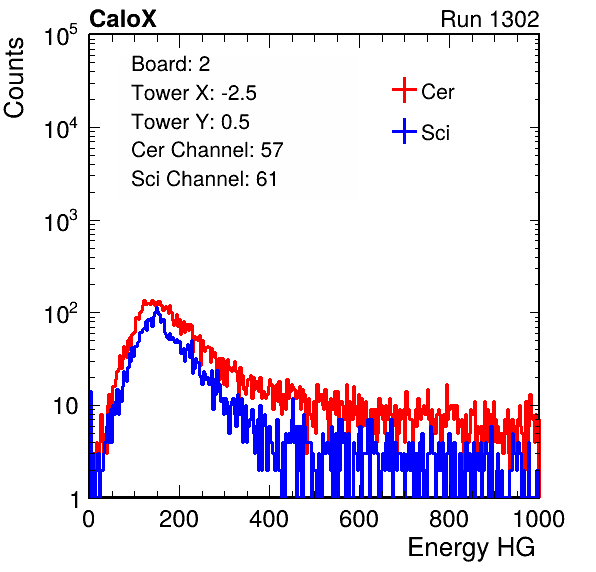 CaloX Run 1302
Counts
Board: 2
Tower X: -2.5
Tower Y: 0.5
Cer Channel: 57
Sci Channel: 61
Cer
Sci
10^5
10^4
10^3
10^2
10
1
0 200 400 600 800 1000
Energy HG